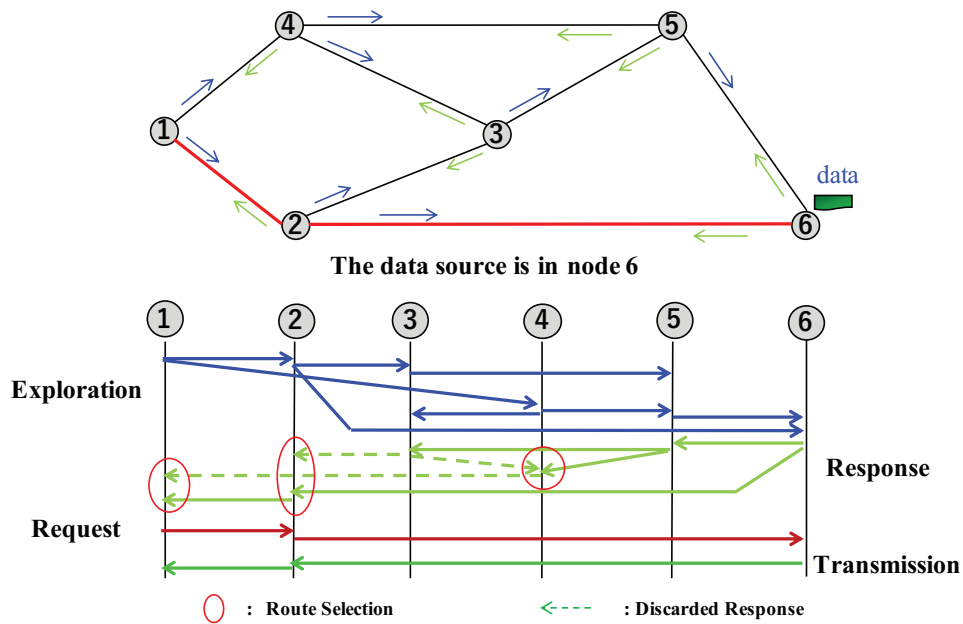 4
5
1
3
data
2
6
The data source is in node 6
1 2 3 4 5 6
Exploration
Response
Request
Transmission
: Route Selection
: Discarded Response